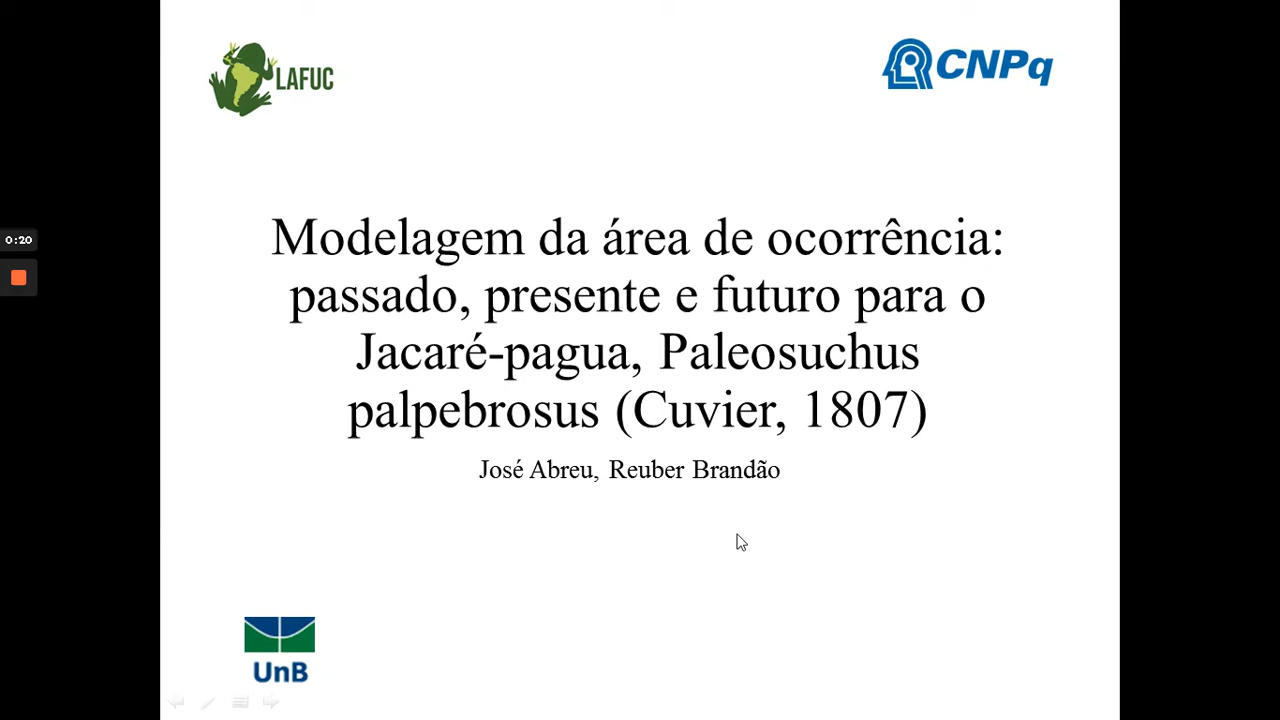 LAFUC
CNPq
0:20
Modelagem da área de ocorrência:
passado, presente e futuro para o
Jacaré-pagua, Paleosuchus
palpebrosus (Cuvier, 1807)
José Abreu, Reuber Brandão
UnB